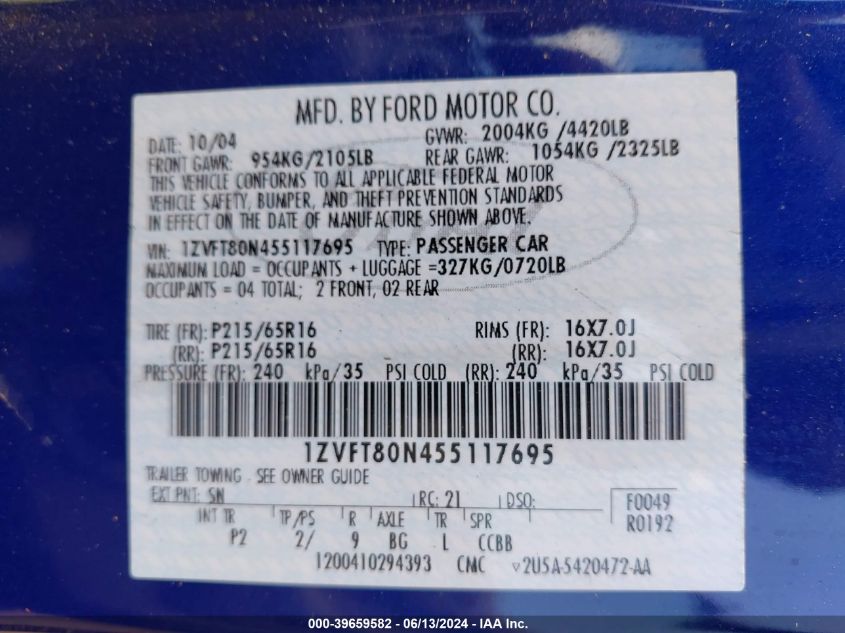 MFD. BY FORD MOTOR CO.
DATE: 10/04 GVWR: 2004KG /4420LB
FRONT GAWR: 954KG/2105LB REAR GAWR: 1054KG /2325LB
THIS VEHICLE CONFORMS TO ALL APPLICABLE FEDERAL MOTOR
VEHICLE SAFETY, BUMPER, AND THEFT PREVENTION STANDARDS
IN EFFECT ON THE DATE OF MANUFACTURE SHOWN ABOVE.
VIN: 1ZVFT80N455117695 TYPE: PASSENGER CAR
MAXIMUM LOAD = OCCUPANTS + LUGGAGE =327KG/0720LB
OCCUPANTS = 04 TOTAL; 2 FRONT, 02 REAR
TIRE (FR): P215/65R16 RIMS (FR): 16X7.0J
(RR): P215/65R16 (RR): 16X7.0J
PRESSURE (FR): 240 kPa/35 PSI COLD (RR): 240 kPa/35 PSI COLD
1ZVFT80N455117695
TRAILER TOWING - SEE OWNER GUIDE
EXT PNT: SN RC: 21 DSO: F0049
INT TR TP/PS R AXLE TR SPR R0192
P2 2/ 9 BG L CCBB
1200410294393 CMC 2U5A-5420472-AA
000-39659582 - 06/13/2024 - IAA Inc.